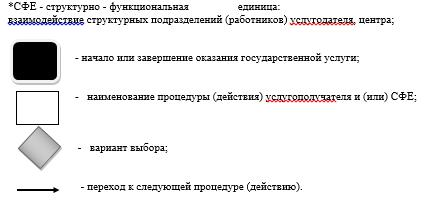 *СФЕ - структурно - функциональная единица:
взаимодействие структурных подразделений (работников) услугодателя, центра;
- начало или завершение оказания государственной услуги;
- наименование процедуры (действия) услугополучателя и (или) СФЕ;
- вариант выбора;
- переход к следующей процедуре (действию).